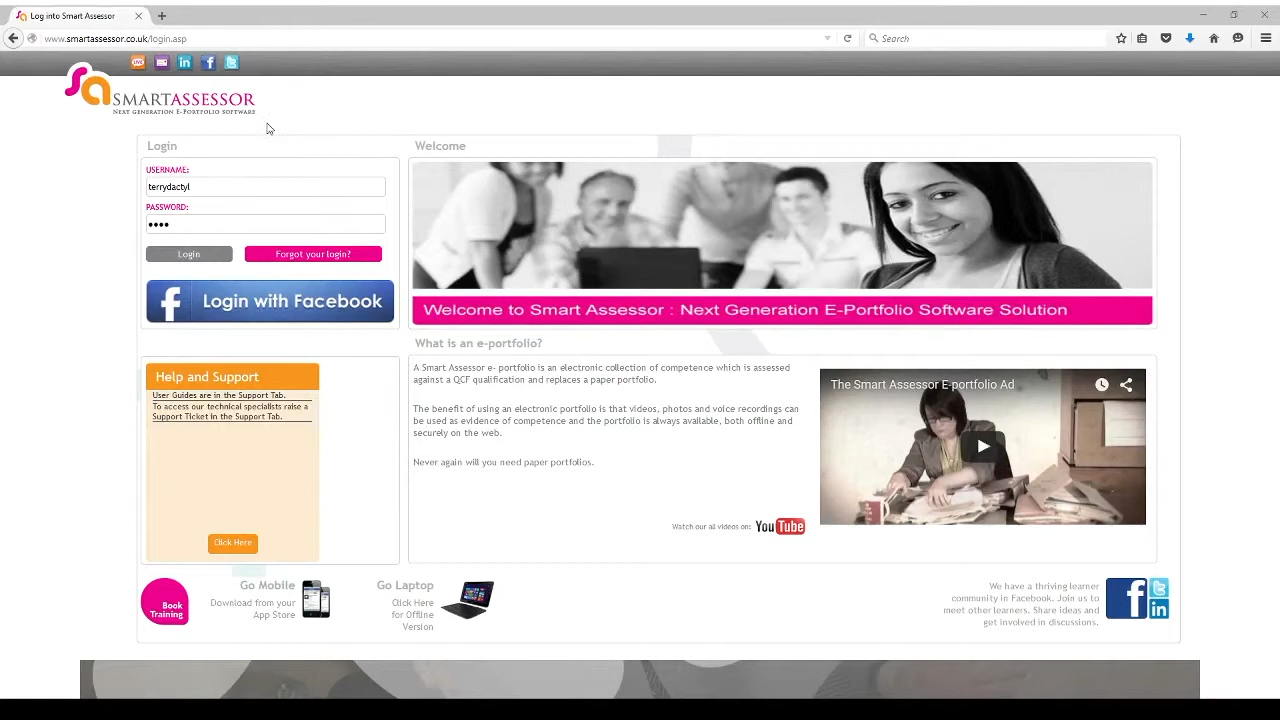 Log into Smart Assessor
www.smartassessor.co.uk/login.asp
Search
LIVE
SMARTASSESSOR
NEXT GENERATION E-PORTFOLIO SOFTWARE
Login
Welcome
USERNAME:
terrydactyl
PASSWORD:
••••
Login
Forgot your login?
Login with Facebook
Welcome to Smart Assessor : Next Generation E-Portfolio Software Solution
What is an e-portfolio?
A Smart Assessor e- portfolio is an electronic collection of competence which is assessed
against a QCF qualification and replaces a paper portfolio.
The benefit of using an electronic portfolio is that videos, photos and voice recordings can
be used as evidence of competence and the portfolio is always available, both offline and
securely on the web.
Never again will you need paper portfolios.
Watch our all videos on: YouTube
The Smart Assessor E-portfolio Ad
Help and Support
User Guides are in the Support Tab.
To access our technical specialists raise a
Support Ticket in the Support Tab.
Click Here
Book
Training
Go Mobile
Download from your
App Store
Go Laptop
Click Here
for Offline
Version
We have a thriving learner
community in Facebook. Join us to
meet other learners. Share ideas and
get involved in discussions.